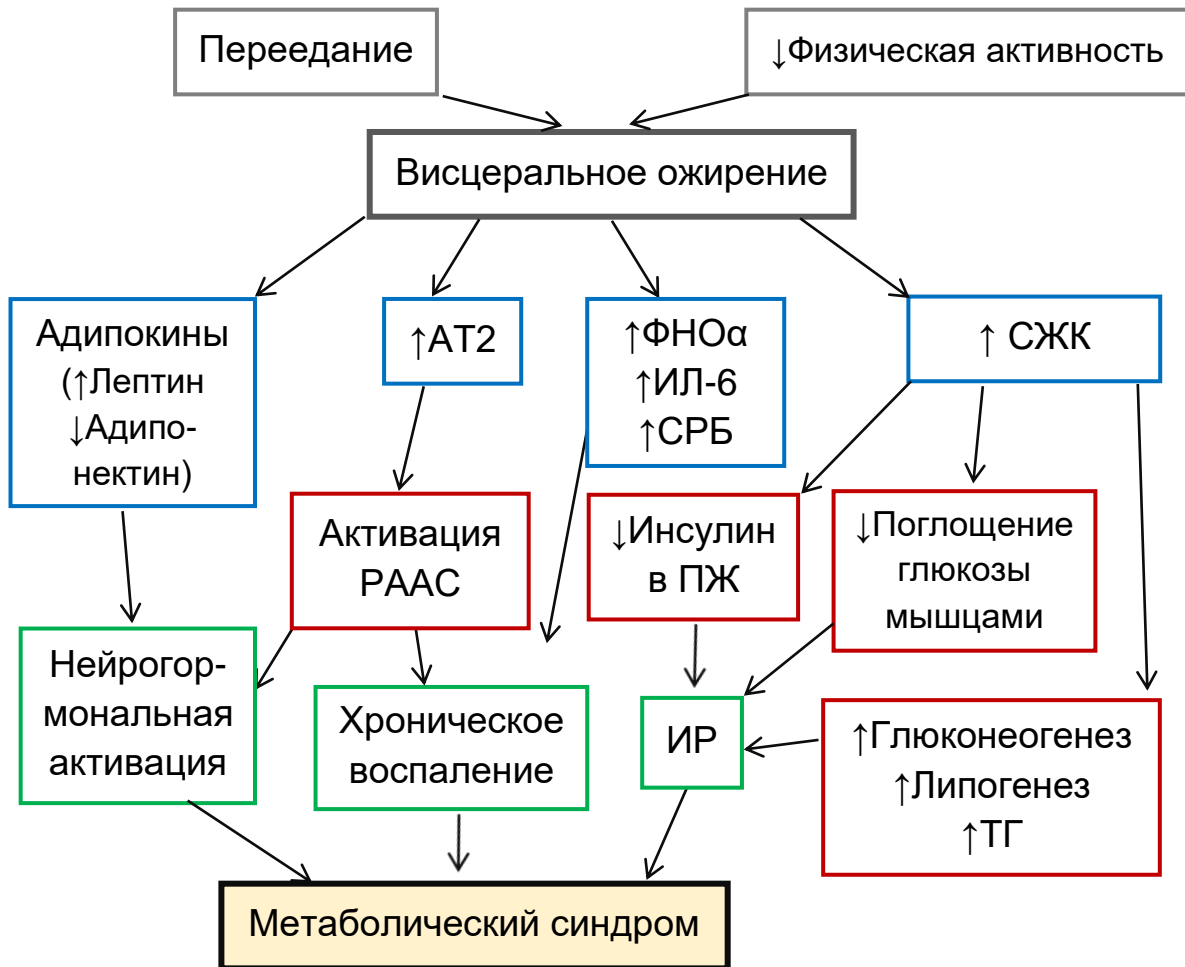 Переедание
↓Физическая активность
Висцеральное ожирение
Адипокины
(↑Лептин
↓Адипо-
нектин)
↑АТ2
↑ФНОα
↑ИЛ-6
↑СРБ
↑ СЖК
Активация
РААС
↓Инсулин
в ПЖ
↓Поглощение
глюкозы
мышцами
Нейрогор-
мональная
активация
Хроническое
воспаление
ИР
↑Глюконеогенез
↑Липогенез
↑ТГ
Метаболический синдром